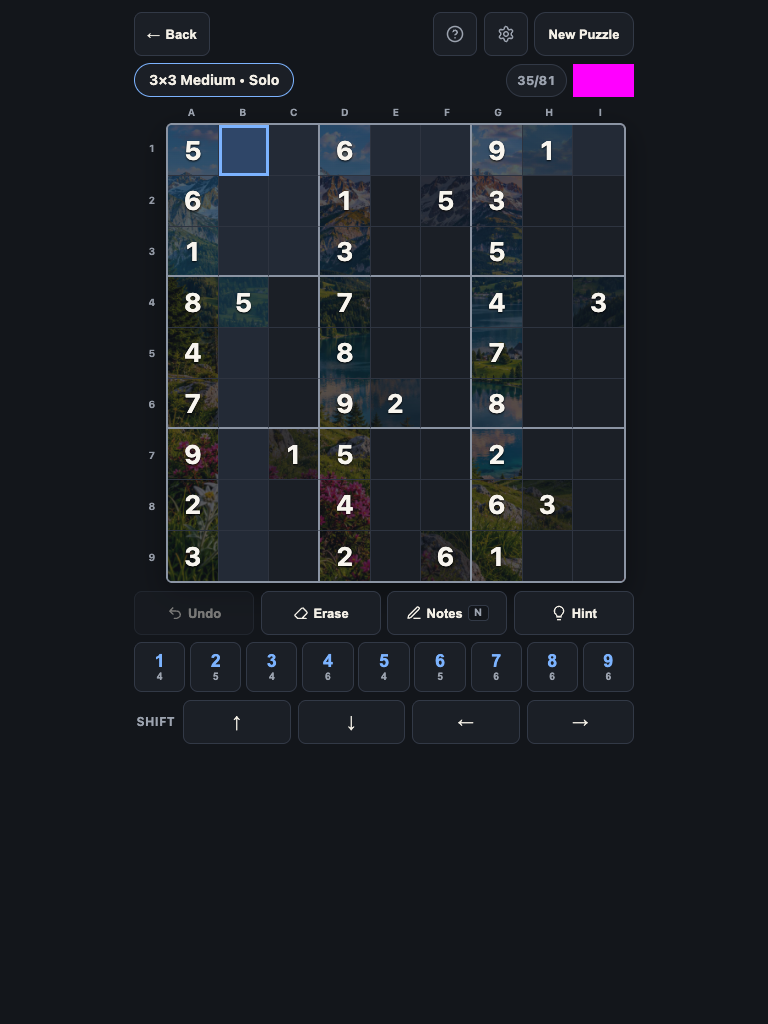 ← Back
New Puzzle
3×3 Medium • Solo
35/81
A B C D E F G H I
1 5 6 9 1
2 6 1 5 3
3 1 3 5
4 8 5 7 4 3
5 4 8 7
6 7 9 2 8
7 9 1 5 2
8 2 4 6 3
9 3 2 6 1
Undo Erase Notes N Hint
1 2 3 4 5 6 7 8 9
4 5 4 6 4 5 6 6 6
SHIFT ↑ ↓ ← →